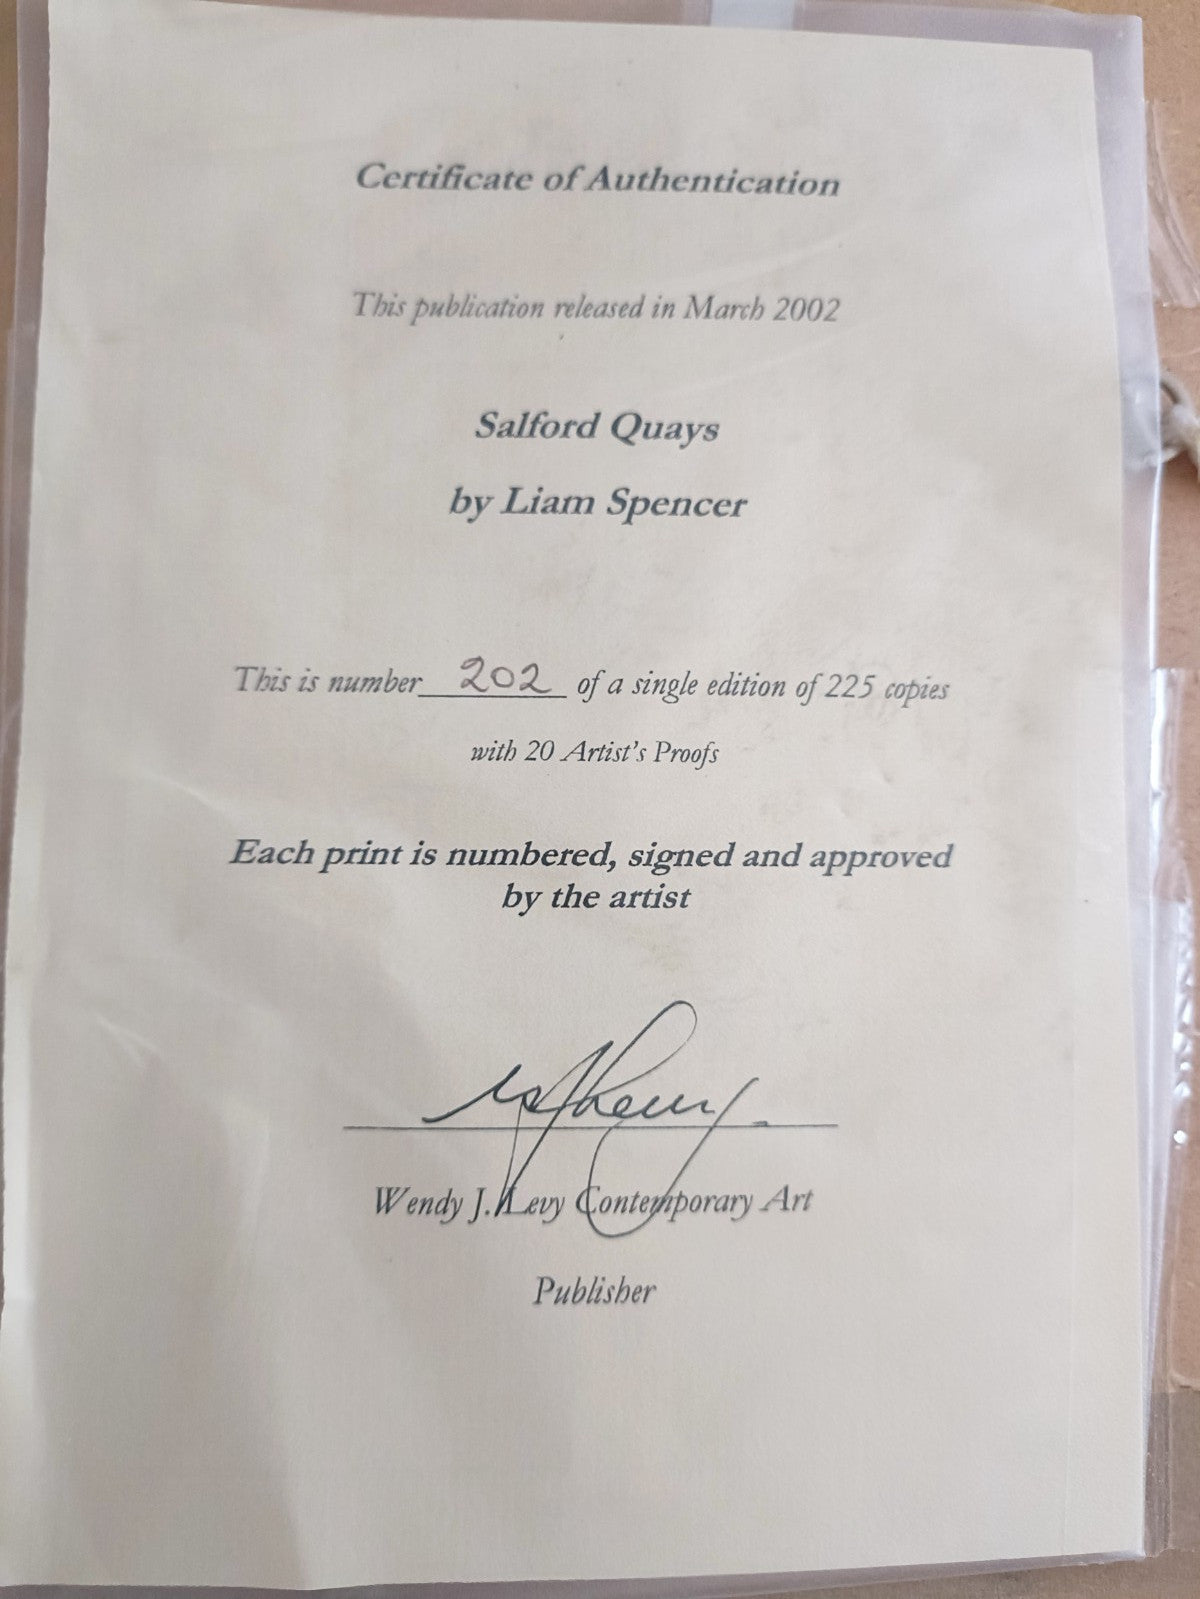 Certificate of Authentication
This publication released in March 2002
Salford Quays
by Liam Spencer
This is number 202 of a single edition of 225 copies
with 20 Artist's Proofs
Each print is numbered, signed and approved
by the artist
Wendy J. Levy Contemporary Art
Publisher